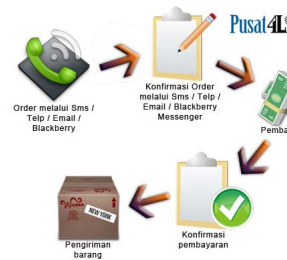 Pusat4L
Konfirmasi Order
melalui Sms / Telp /
Email / Blackberry
Messenger
Order melalui Sms /
Telp / Email /
Blackberry
Pemba
NEW YORK
Konfirmasi
pembayaran
Pengiriman
barang